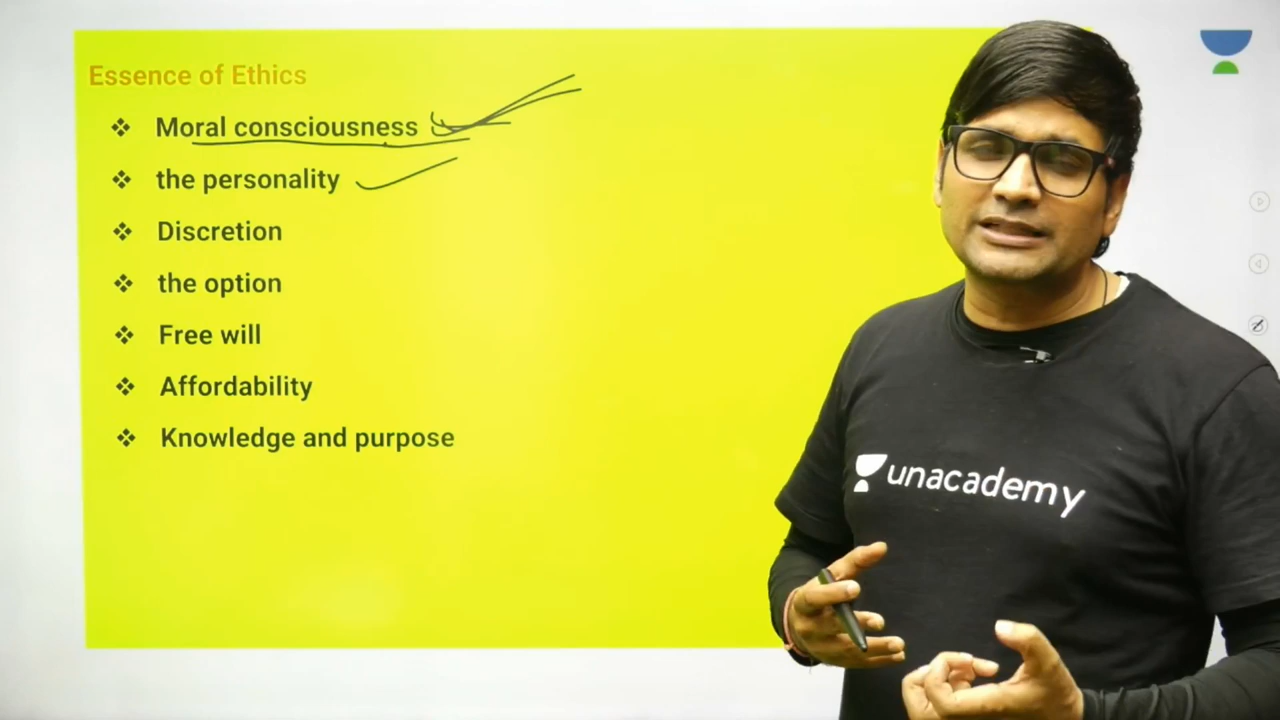 Essence of Ethics
Moral consciousness
the personality
Discretion
the option
Free will
Affordability
Knowledge and purpose
unacademy